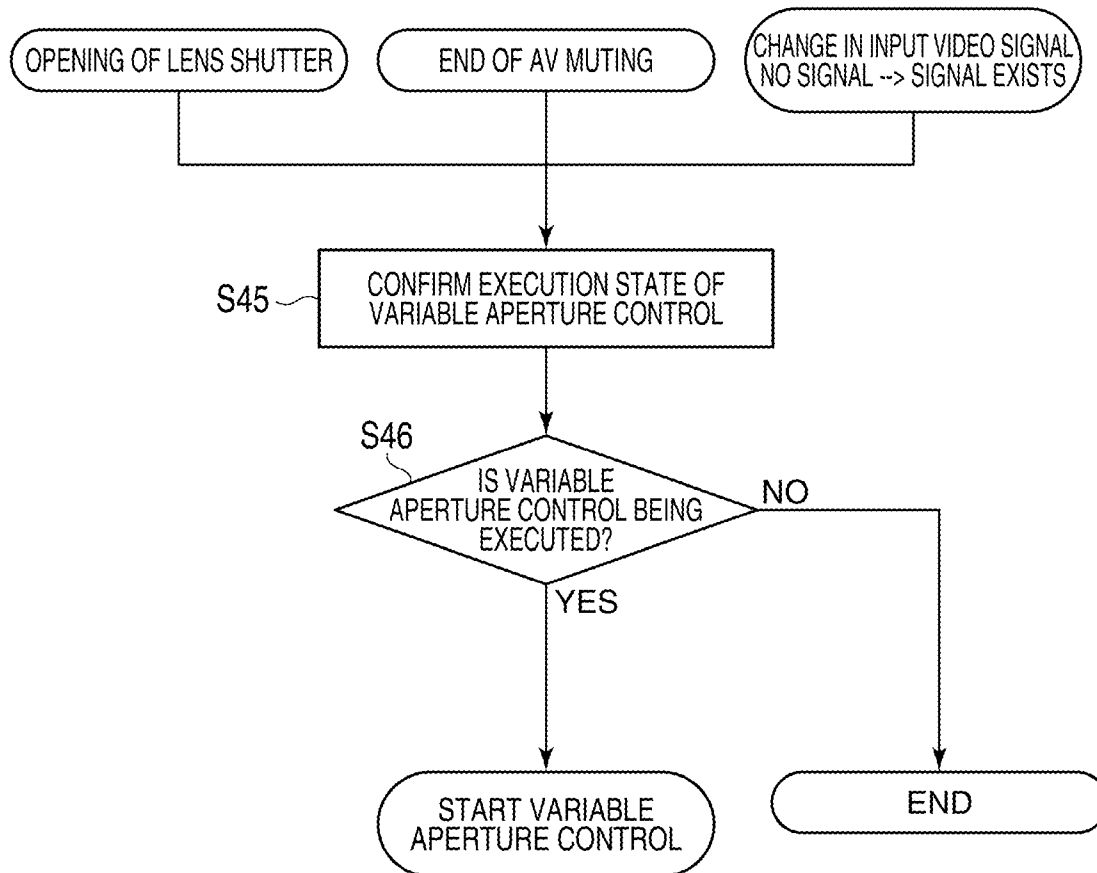 OPENING OF LENS SHUTTER
END OF AV MUTING
CHANGE IN INPUT VIDEO SIGNAL
NO SIGNAL --> SIGNAL EXISTS
S45
CONFIRM EXECUTION STATE OF
VARIABLE APERTURE CONTROL
S46
IS VARIABLE
APERTURE CONTROL BEING
EXECUTED?
NO
YES
START VARIABLE
APERTURE CONTROL
END